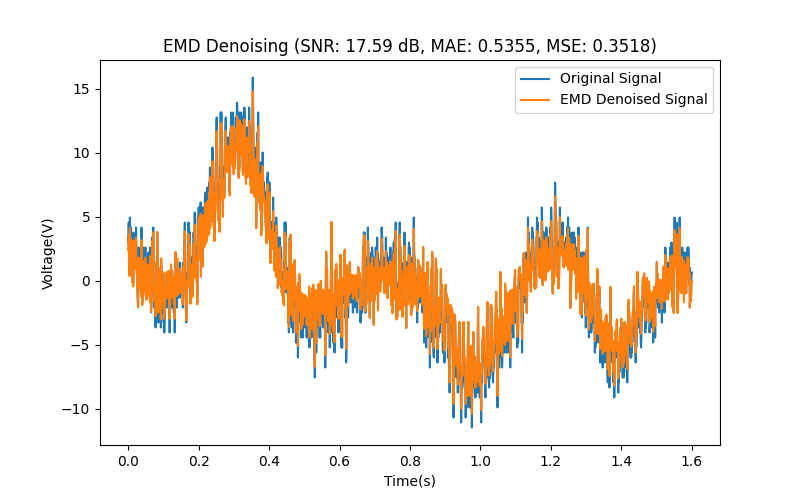 EMD Denoising (SNR: 17.59 dB, MAE: 0.5355, MSE: 0.3518)
Original Signal
EMD Denoised Signal
Voltage(V)
15
10
5
0
−5
−10
0.0 0.2 0.4 0.6 0.8 1.0 1.2 1.4 1.6
Time(s)